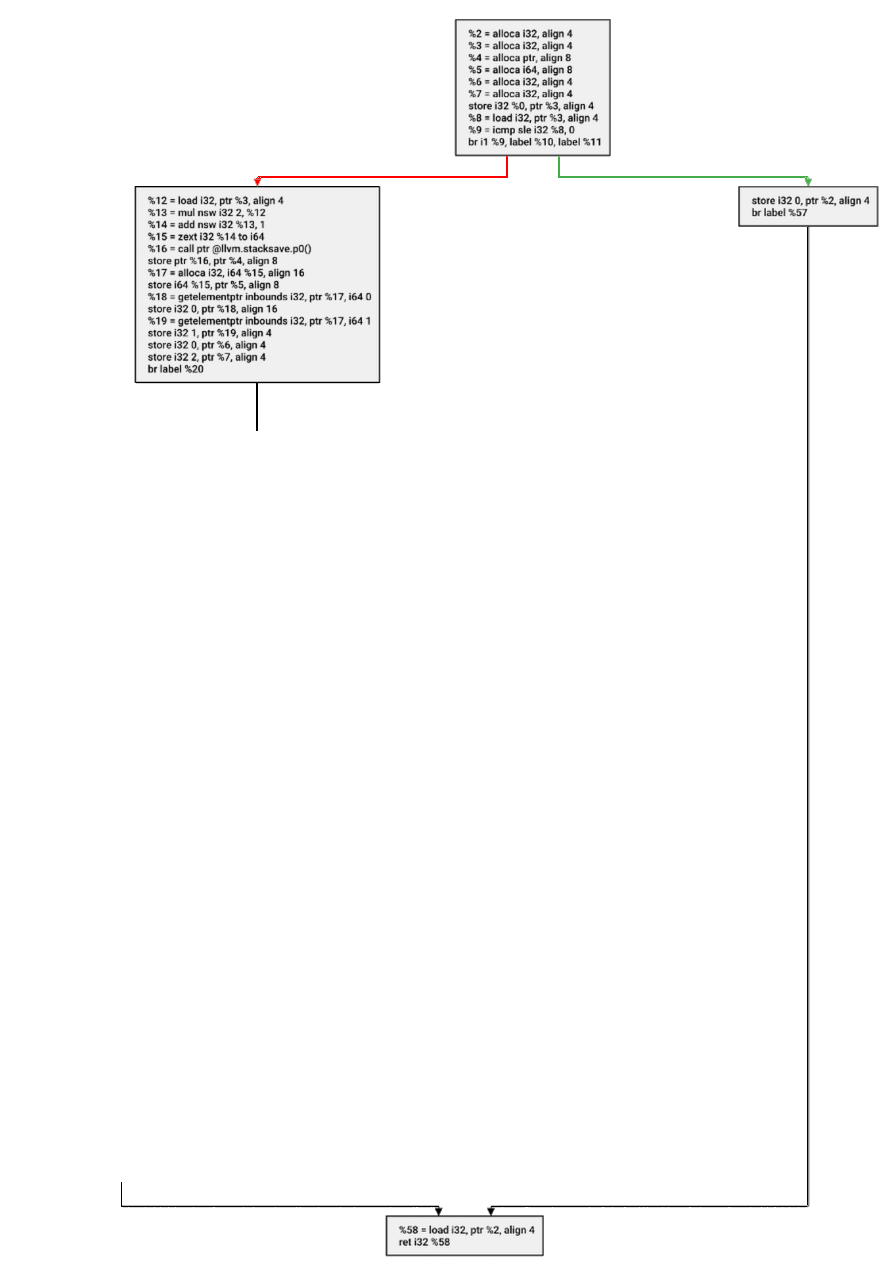 %2 = alloca i32, align 4
%3 = alloca i32, align 4
%4 = alloca ptr, align 8
%5 = alloca i64, align 8
%6 = alloca i32, align 4
%7 = alloca i32, align 4
store i32 %0, ptr %3, align 4
%8 = load i32, ptr %3, align 4
%9 = icmp sle i32 %8, 0
br i1 %9, label %10, label %11
%12 = load i32, ptr %3, align 4
%13 = mul nsw i32 2, %12
%14 = add nsw i32 %13, 1
%15 = zext i32 %14 to i64
%16 = call ptr @llvm.stacksave.p0()
store ptr %16, ptr %4, align 8
%17 = alloca i32, i64 %15, align 16
store i64 %15, ptr %5, align 8
%18 = getelementptr inbounds i32, ptr %17, i64 0
store i32 0, ptr %18, align 16
%19 = getelementptr inbounds i32, ptr %17, i64 1
store i32 1, ptr %19, align 4
store i32 0, ptr %6, align 4
store i32 2, ptr %7, align 4
br label %20
store i32 0, ptr %2, align 4
br label %57
%58 = load i32, ptr %2, align 4
ret i32 %58